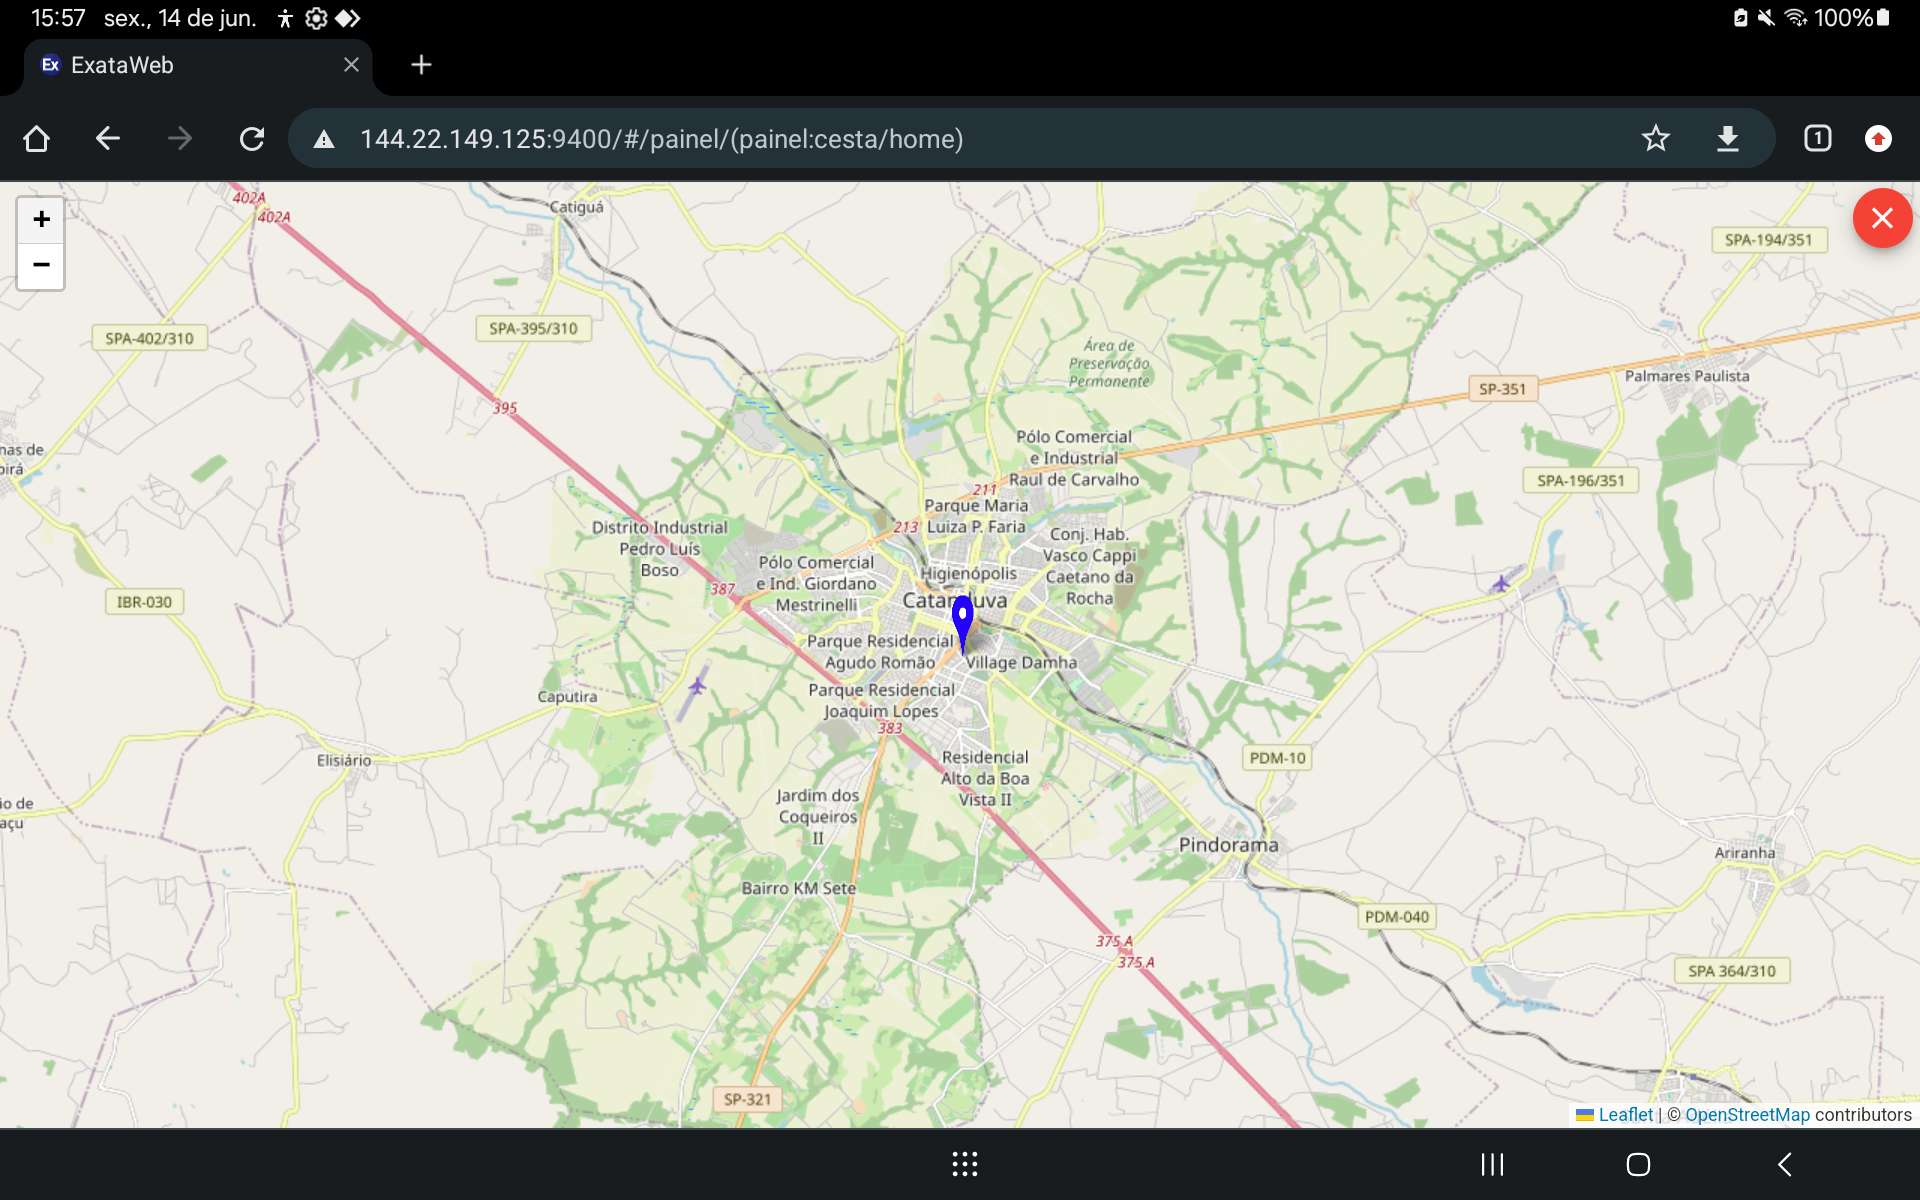 15:57 sex., 14 de jun.
100%
Ex ExataWeb
144.22.149.125:9400/#/painel/(painel:cesta/home)
1
+
−
402A
402A
Catiguá
SPA-194/351
SPA-402/310
SPA-395/310
Área de
Preservação
Permanente
Palmares Paulista
SP-351
395
nas de
oirá
Pólo Comercial
e Industrial
Raul de Carvalho
SPA-196/351
211
Parque Maria
Luiza P. Faria
213
Distrito Industrial
Pedro Luís
Boso
Conj. Hab.
Vasco Cappi
Caetano da
Rocha
Pólo Comercial
e Ind. Giordano
Mestrinelli
Higienópolis
387
IBR-030
Parque Residencial
Agudo Romão
Village Damha
Caputira
Parque Residencial
Joaquim Lopes
383
Elisiário
Residencial
Alto da Boa
Vista II
PDM-10
io de
açu
Jardim dos
Coqueiros
II
Pindorama
Ariranha
Bairro KM Sete
PDM-040
375 A
375 A
SPA 364/310
SP-321
Leaflet | © OpenStreetMap contributors